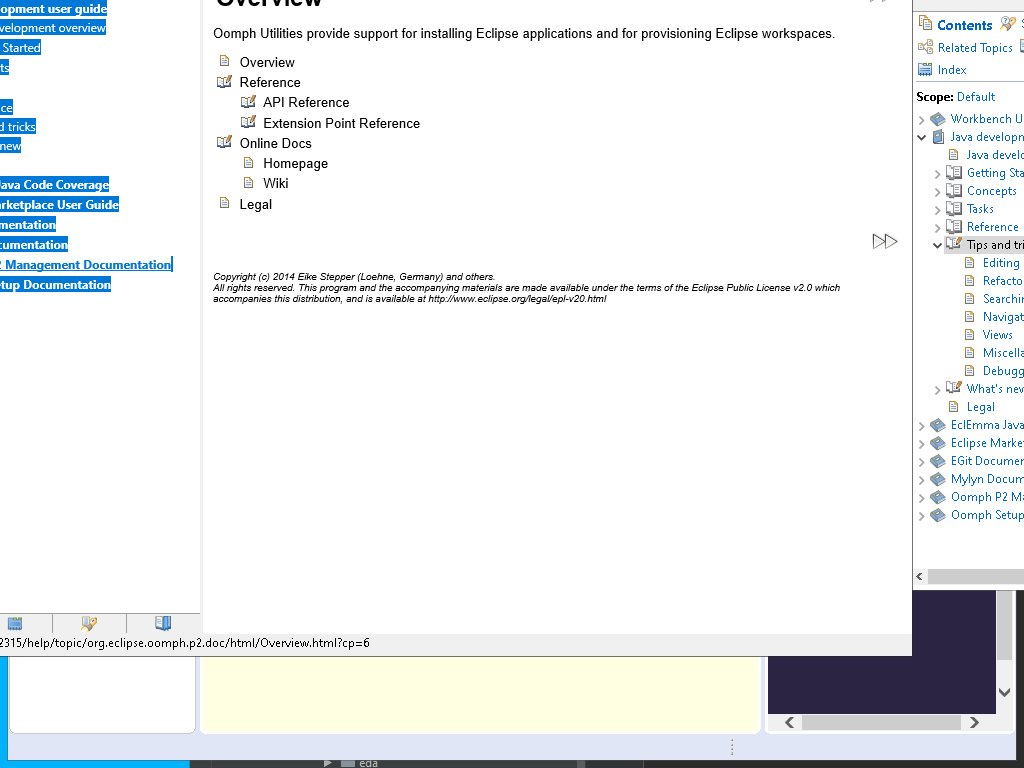 opment user guide
velopment overview
Started
ts
ce
d tricks
new
Java Code Coverage
arketplace User Guide
mentation
cumentation
2 Management Documentation
tup Documentation
Overview
Oomph Utilities provide support for installing Eclipse applications and for provisioning Eclipse workspaces.
Overview
Reference
API Reference
Extension Point Reference
Online Docs
Homepage
Wiki
Legal
Copyright (c) 2014 Eike Stepper (Loehne, Germany) and others.
All rights reserved. This program and the accompanying materials are made available under the terms of the Eclipse Public License v2.0 which
accompanies this distribution, and is available at http://www.eclipse.org/legal/epl-v20.html
2315/help/topic/org.eclipse.oomph.p2.doc/html/Overview.html?cp=6
Contents
Related Topics
Index
Scope: Default
Workbench U
Java developm
Java develo
Getting Sta
Concepts
Tasks
Reference
Tips and tri
Editing
Refacto
Searchin
Navigat
Views
Miscella
Debugg
What's new
Legal
EclEmma Java
Eclipse Marke
EGit Documen
Mylyn Docum
Oomph P2 Ma
Oomph Setup
eda